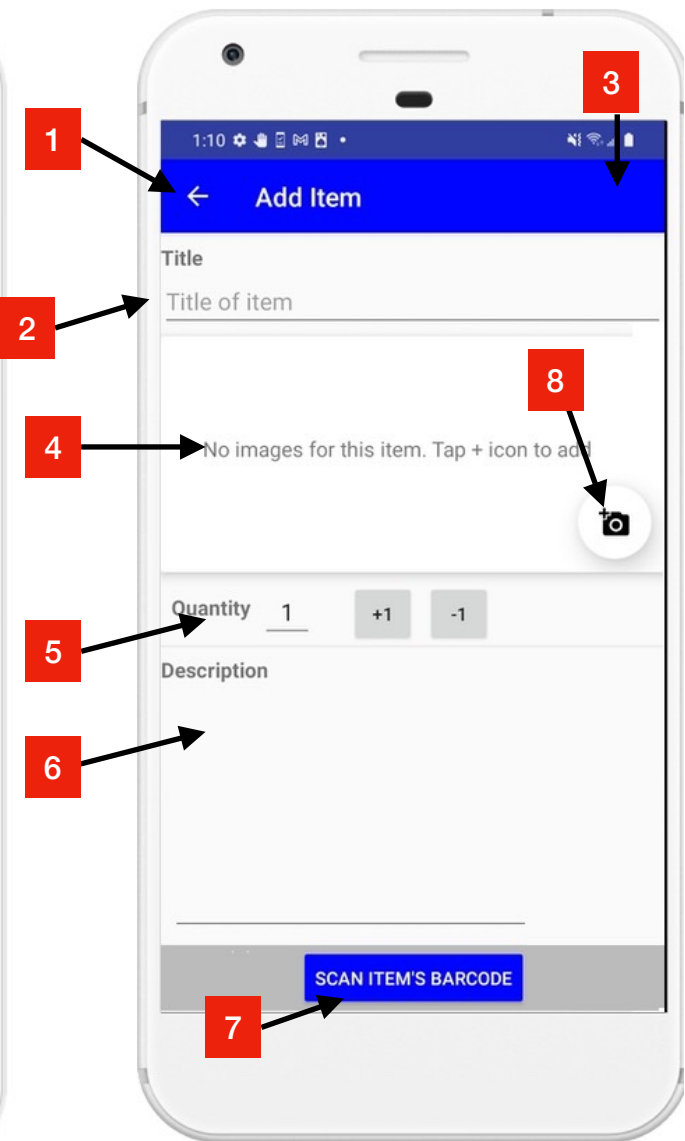 3
1
1:10
Add Item
Title
2
Title of item
8
4
No images for this item. Tap + icon to add
Quantity 1 +1 -1
5
Description
6
SCAN ITEM'S BARCODE
7